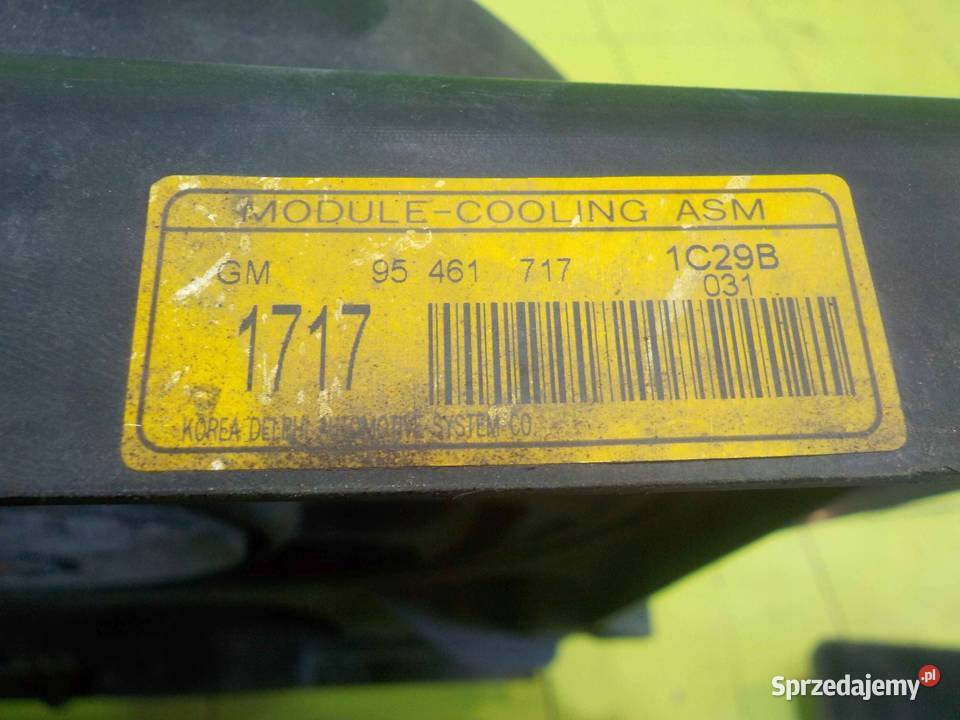 MODULE-COOLING ASM
GM 95 461 717 1C29B
031
1717
KOREA DELPHI AUTOMOTIVE SYSTEM CO.
Sprzedajemy.pl